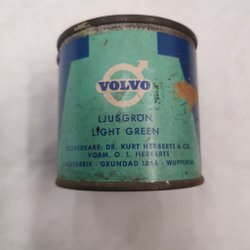 VOLVO
LJUSGRÖN
LIGHT GREEN
TILLVERKARE: DR. KURT HERBERTS & CO.
VORM. O. L. HERBERTS
LACKFABRIK - GRUNDAD 1866 - WUPPERTAL